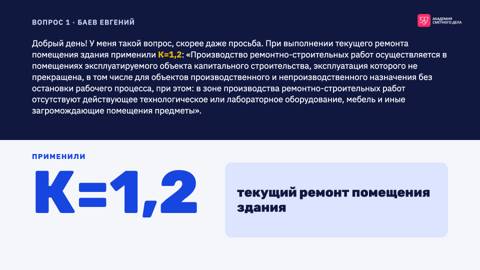 ВОПРОС 1 · БАЕВ ЕВГЕНИЙ
АКАДЕМИЯ
СМЕТНОГО ДЕЛА
Добрый день! У меня такой вопрос, скорее даже просьба. При выполнении текущего ремонта
помещения здания применили К=1,2: «Производство ремонтно-строительных работ осуществляется в
помещениях эксплуатируемого объекта капитального строительства, эксплуатация которого не
прекращена, в том числе для объектов производственного и непроизводственного назначения без
остановки рабочего процесса, при этом: в зоне производства ремонтно-строительных работ
отсутствуют действующее технологическое или лабораторное оборудование, мебель и иные
загромождающие помещения предметы».
ПРИМЕНИЛИ
К=1,2
текущий ремонт помещения
здания